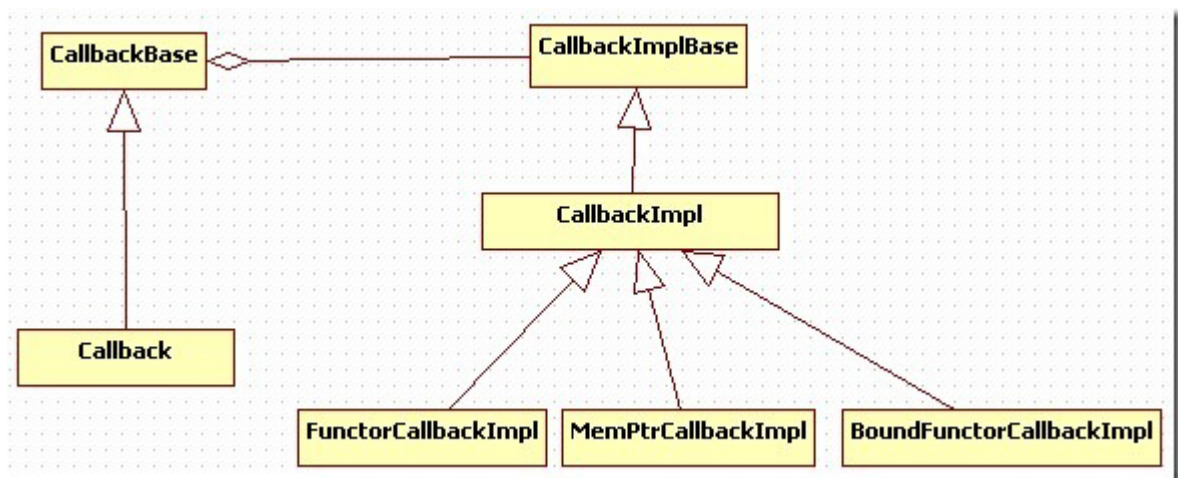 CallbackBase
CallbackImplBase
CallbackImpl
Callback
FunctorCallbackImpl
MemPtrCallbackImpl
BoundFunctorCallbackImpl